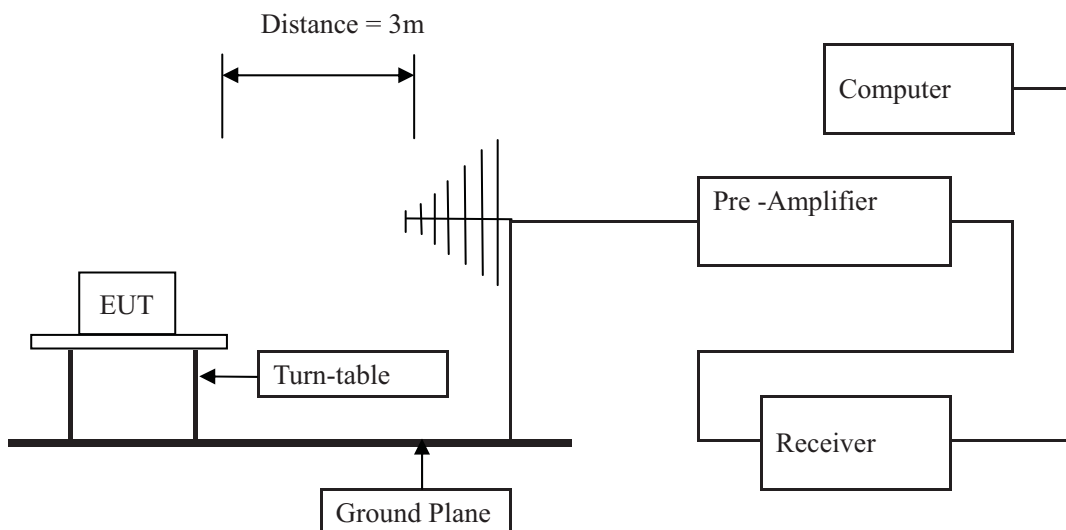 Distance = 3m
Computer
Pre -Amplifier
EUT
Turn-table
Receiver
Ground Plane